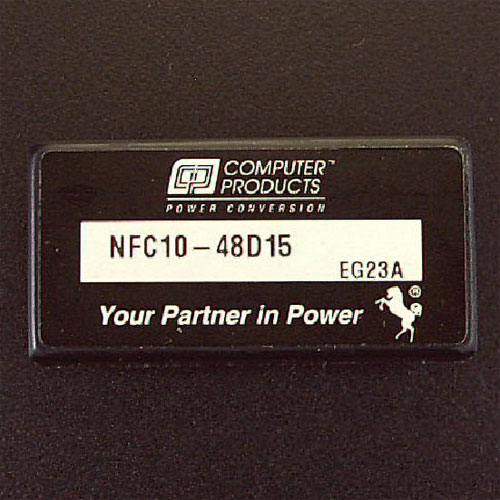 COMPUTER™
PRODUCTS
POWER CONVERSION
NFC10-48D15
EG23A
Your Partner in Power ®